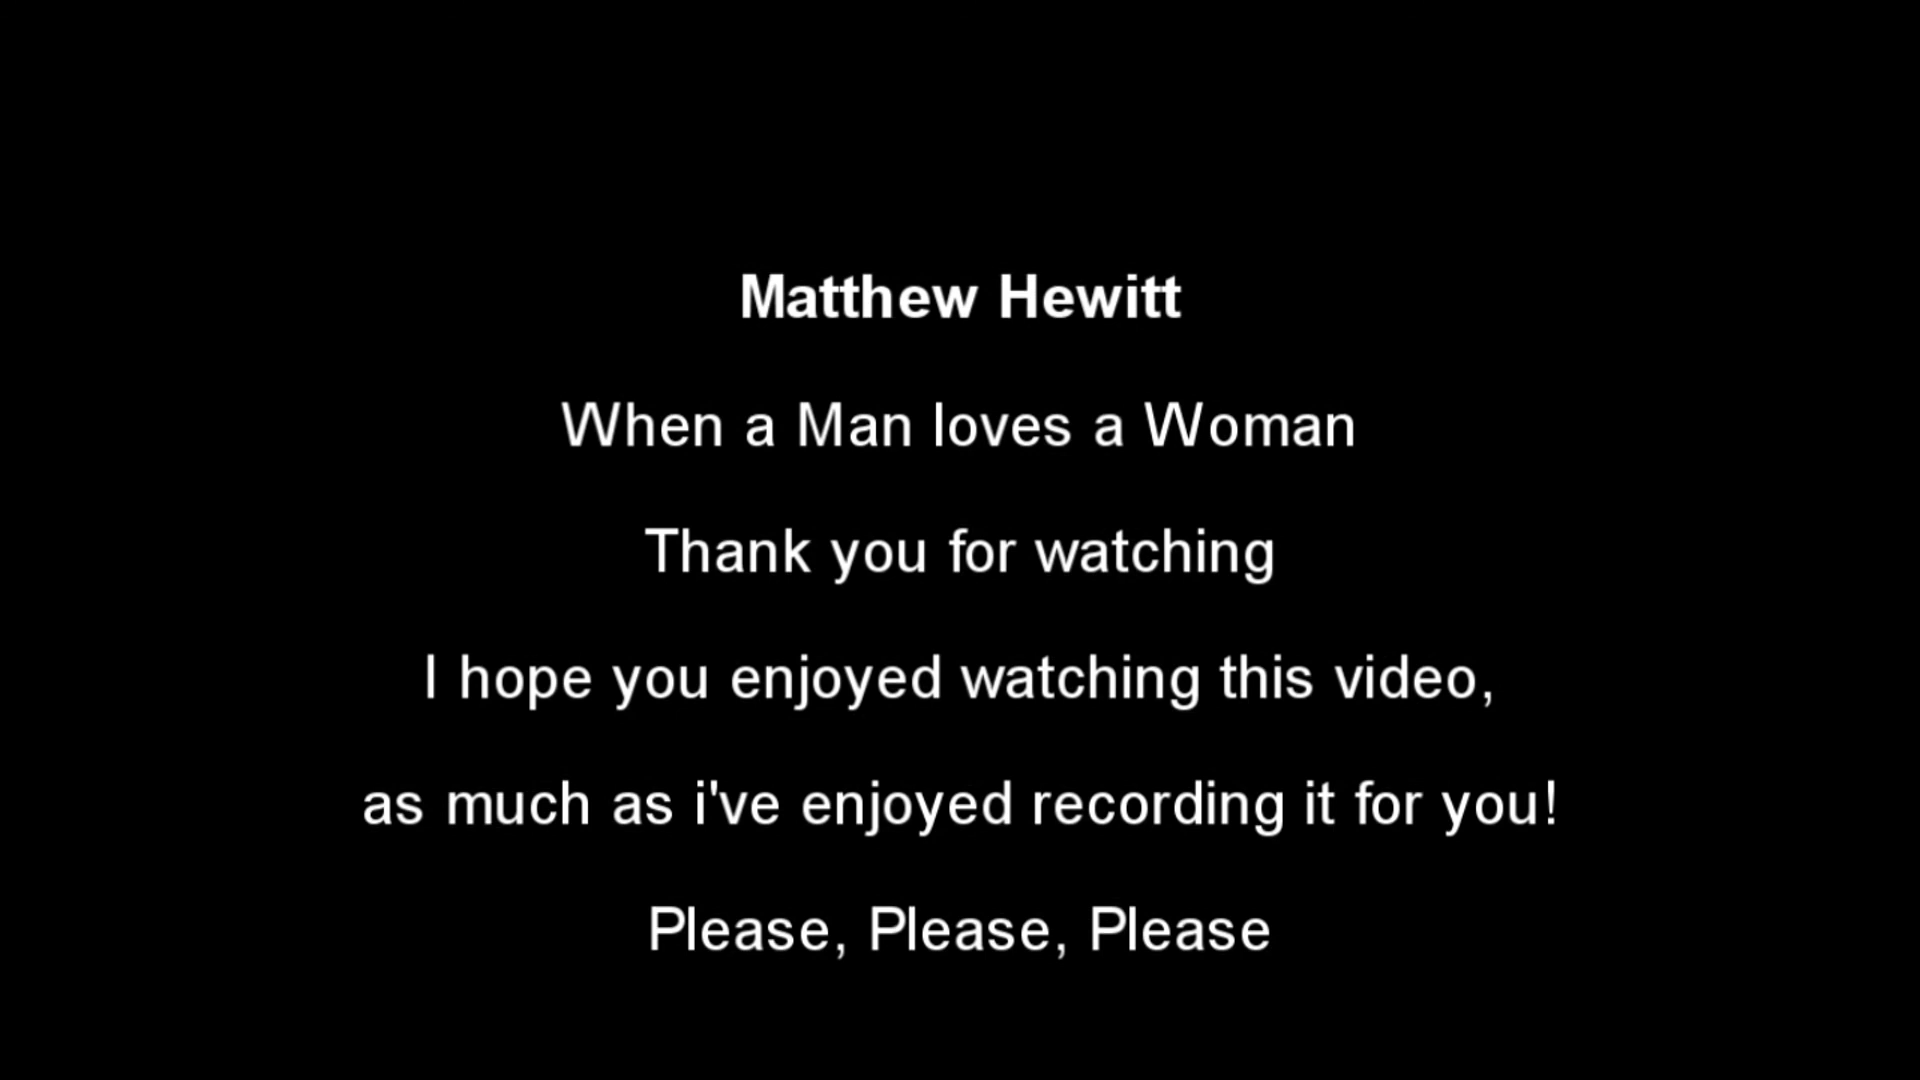 Matthew Hewitt
When a Man loves a Woman
Thank you for watching
I hope you enjoyed watching this video,
as much as i've enjoyed recording it for you!
Please, Please, Please